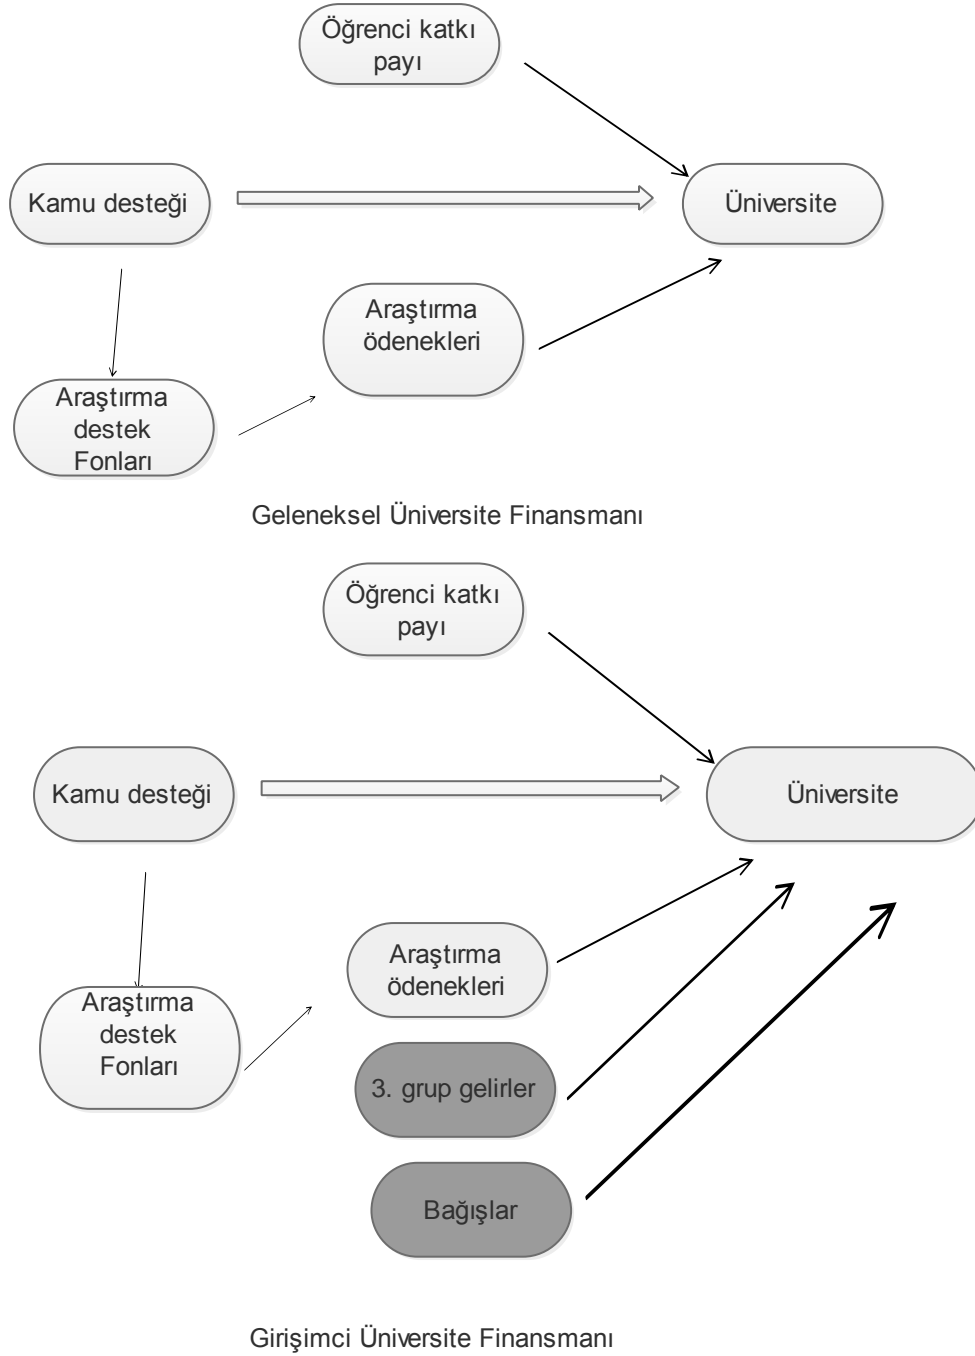 Öğrenci katkı
payı
Kamu desteği
Üniversite
Araştırma
ödenekleri
Araştırma
destek
Fonları
Geleneksel Üniversite Finansmanı
Öğrenci katkı
payı
Kamu desteği
Üniversite
Araştırma
ödenekleri
Araştırma
destek
Fonları
3. grup gelirler
Bağışlar
Girişimci Üniversite Finansmanı